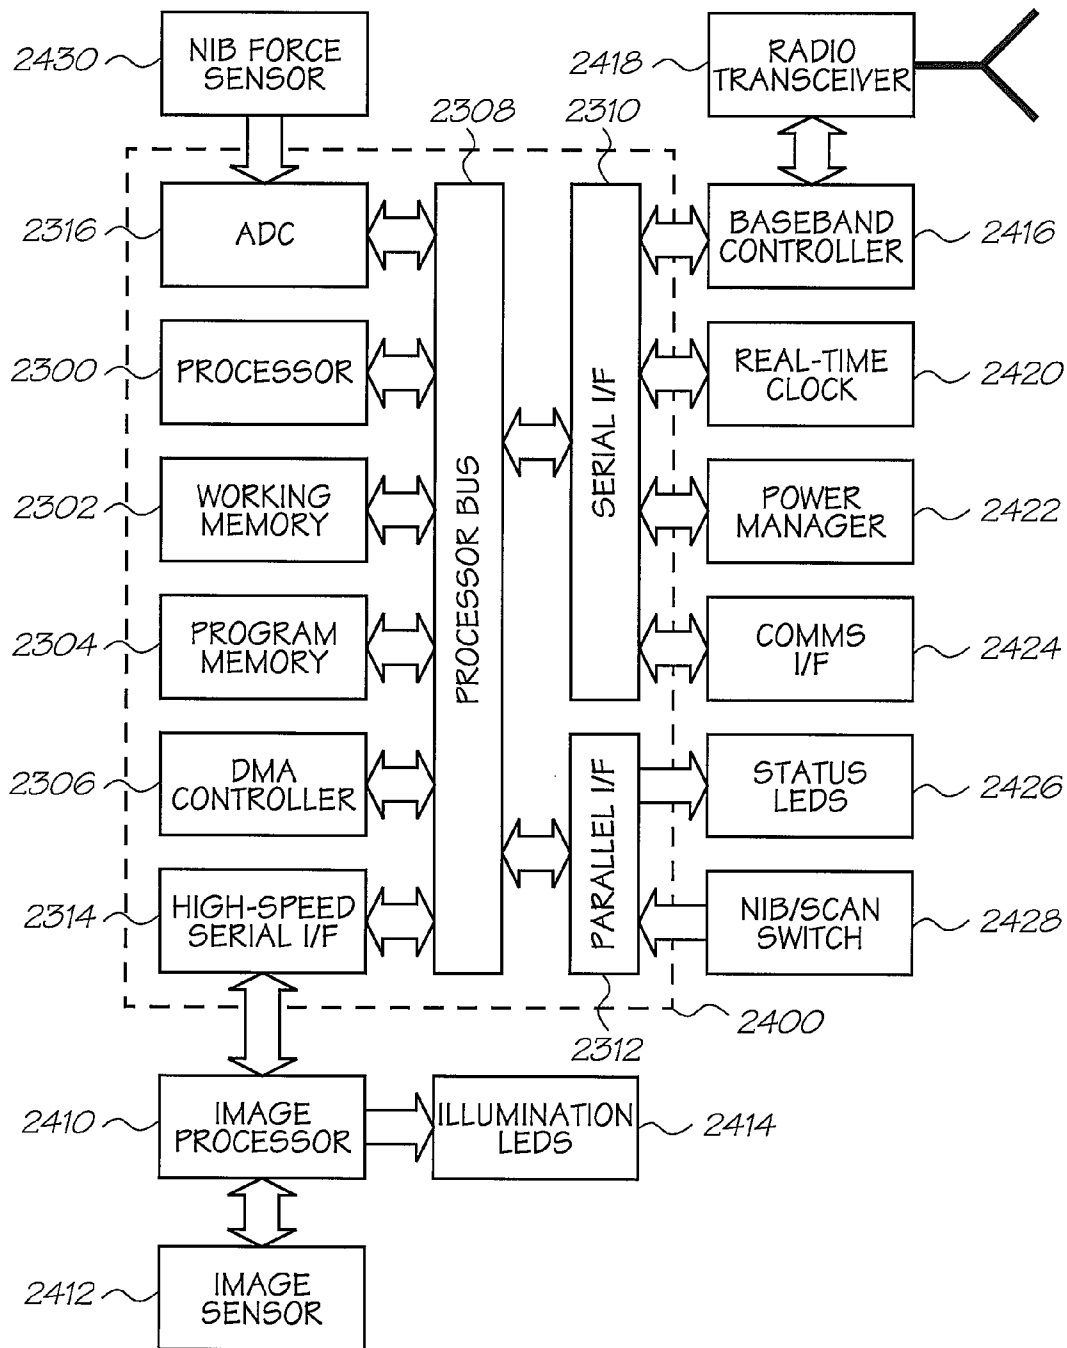 2430
NIB FORCE
SENSOR
2418
RADIO
TRANSCEIVER
2308
2310
2316
ADC
BASEBAND
CONTROLLER
2416
2300
PROCESSOR
REAL-TIME
CLOCK
2420
2302
WORKING
MEMORY
PROCESSOR BUS
SERIAL I/F
POWER
MANAGER
2422
2304
PROGRAM
MEMORY
COMMS
I/F
2424
2306
DMA
CONTROLLER
PARALLEL I/F
STATUS
LEDS
2426
2314
HIGH-SPEED
SERIAL I/F
NIB/SCAN
SWITCH
2428
2312
2400
2410
IMAGE
PROCESSOR
ILLUMINATION
LEDS
2414
2412
IMAGE
SENSOR